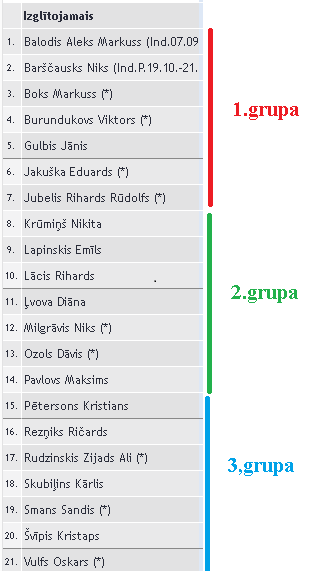 Izglītojamais
1. Balodis Aleks Markuss (Ind.07.09
2. Barščausks Niks (Ind.P.19.10.-21.
3. Boks Markuss (*)
4. Burundukovs Viktors (*)
5. Gulbis Jānis
6. Jakuška Eduards (*)
7. Jubelis Rihards Rūdolfs (*)
1.grupa
8. Krūmiņš Nikita
9. Lapinskis Emīls
10. Lācis Rihards
11. Ļvova Diāna
12. Milgrāvis Niks (*)
13. Ozols Dāvis (*)
14. Pavlovs Maksims
2.grupa
15. Pētersons Kristians
16. Rezņiks Ričards
17. Rudzinskis Zijads Ali (*)
18. Skubiļins Kārlis
19. Smans Sandis (*)
20. Švīpis Kristaps
21. Vulfs Oskars (*)
3,grupa